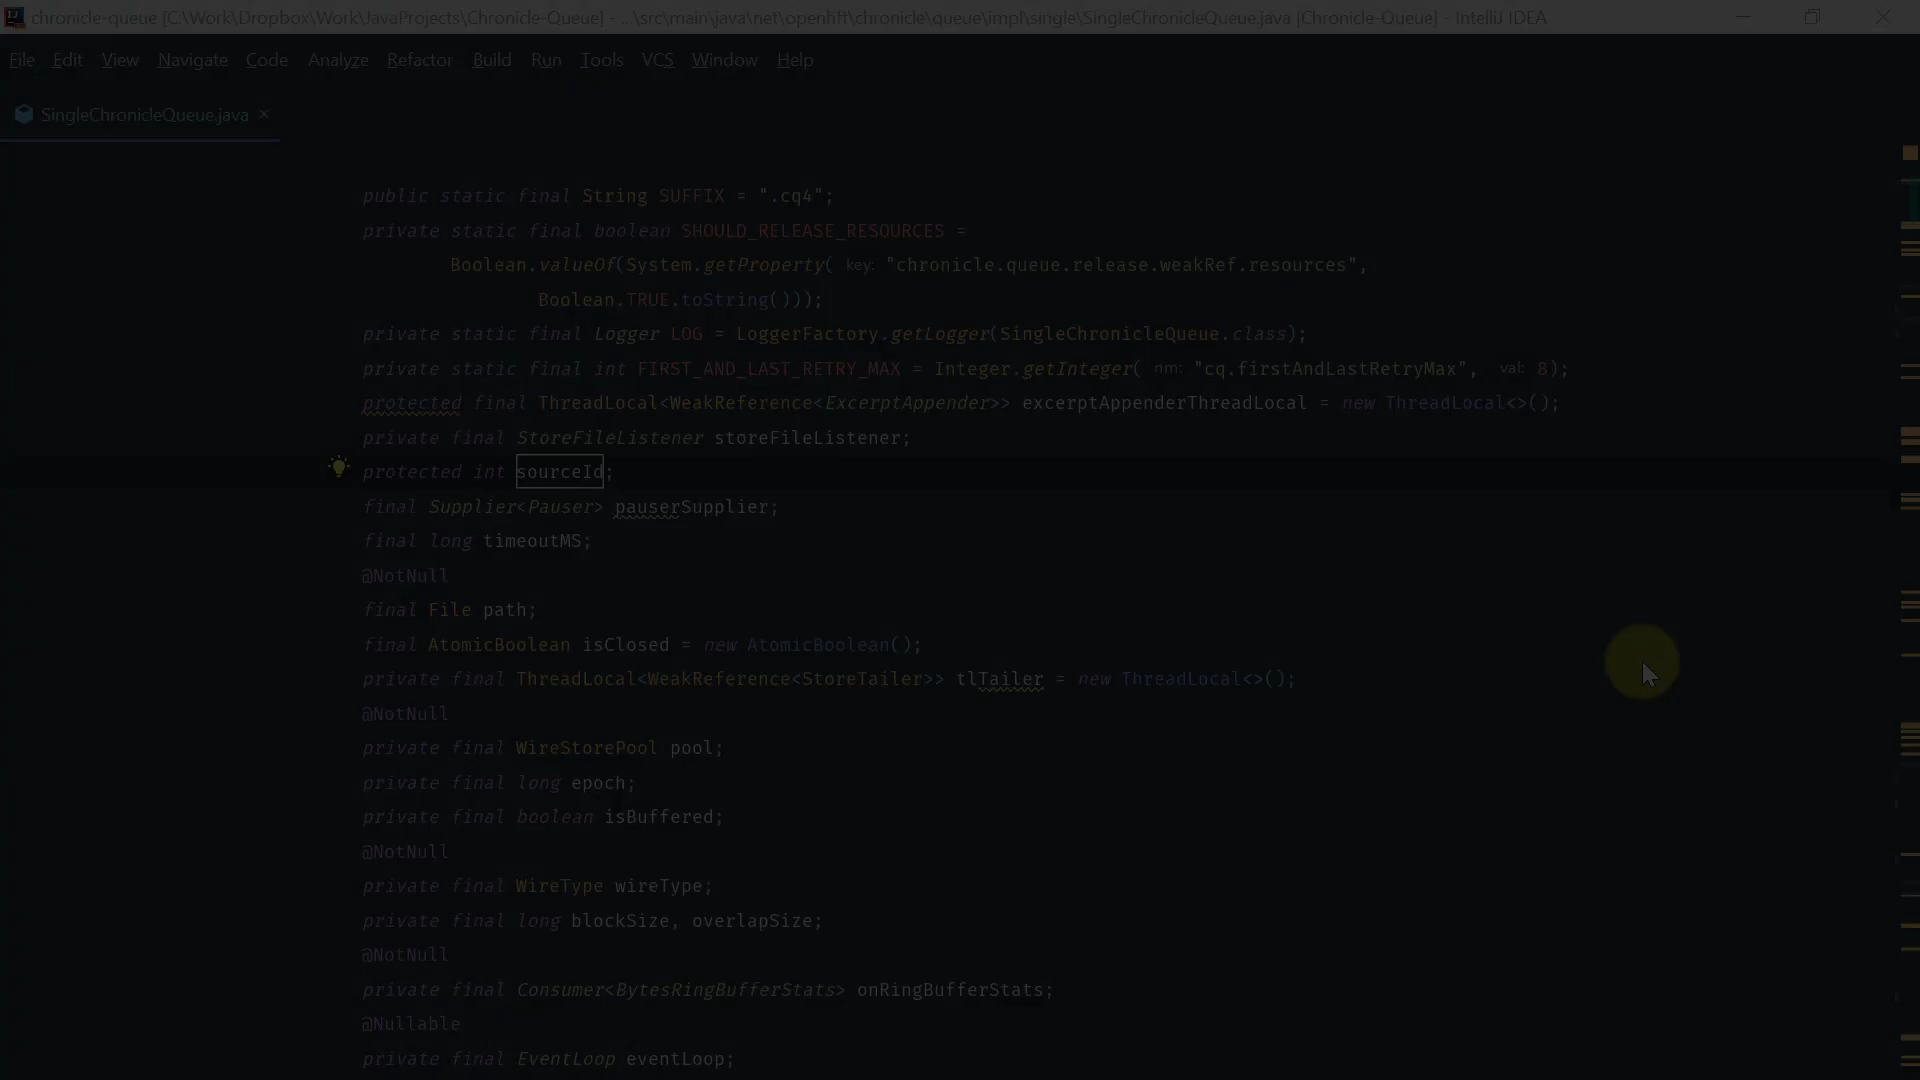 chronicle-queue [C:\Work\Dropbox\Work\JavaProjects\Chronicle-Queue] - ...\src\main\java\net\openhft\chronicle\queue\impl\single\SingleChronicleQueue.java [Chronicle-Queue] - IntelliJ IDEA
File Edit View Navigate Code Analyze Refactor Build Run Tools VCS Window Help
SingleChronicleQueue.java ×
public static final String SUFFIX = ".cq4";
private static final boolean SHOULD_RELEASE_RESOURCES =
Boolean.valueOf(System.getProperty( key: "chronicle.queue.release.weakRef.resources",
Boolean.TRUE.toString()));
private static final Logger LOG = LoggerFactory.getLogger(SingleChronicleQueue.class);
private static final int FIRST_AND_LAST_RETRY_MAX = Integer.getInteger( nm: "cq.firstAndLastRetryMax", val: 8);
protected final ThreadLocal<WeakReference<ExcerptAppender>> excerptAppenderThreadLocal = new ThreadLocal<>();
private final StoreFileListener storeFileListener;
protected int sourceId;
final Supplier<Pauser> pauserSupplier;
final long timeoutMS;
@NotNull
final File path;
final AtomicBoolean isClosed = new AtomicBoolean();
private final ThreadLocal<WeakReference<StoreTailer>> tlTailer = new ThreadLocal<>();
@NotNull
private final WireStorePool pool;
private final long epoch;
private final boolean isBuffered;
@NotNull
private final WireType wireType;
private final long blockSize, overlapSize;
@NotNull
private final Consumer<BytesRingBufferStats> onRingBufferStats;
@Nullable
private final EventLoop eventLoop;